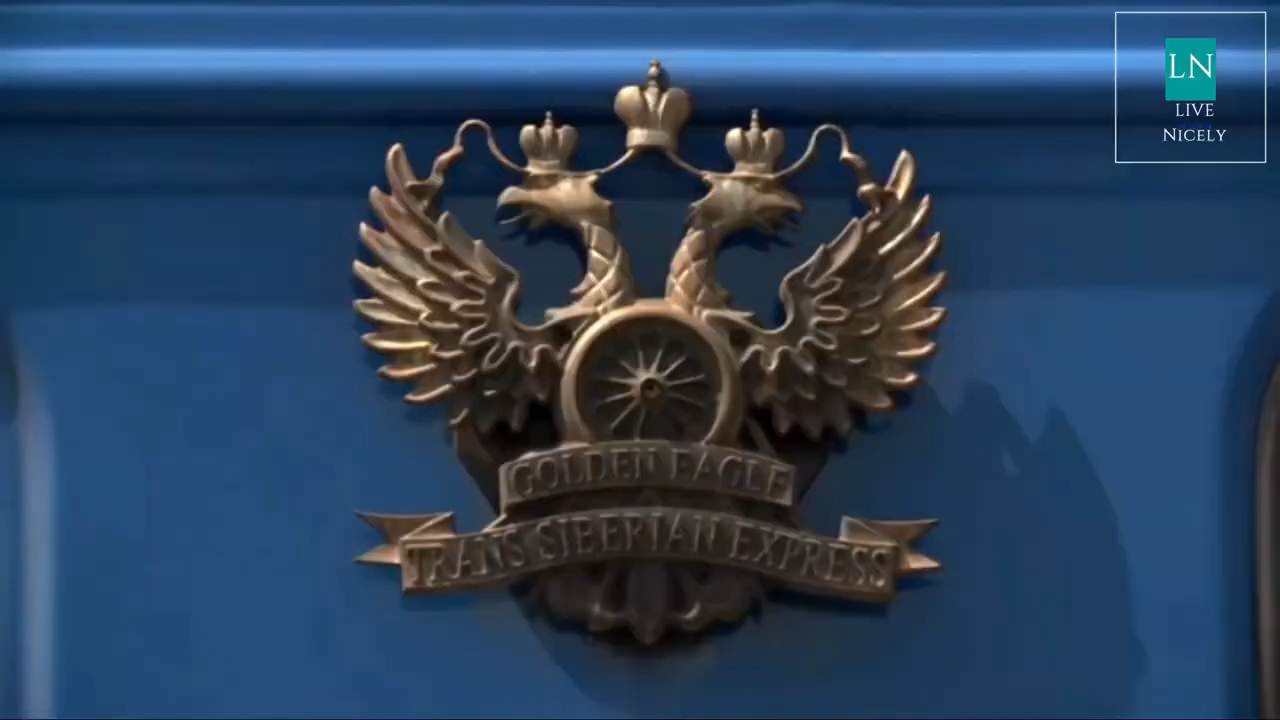 LN
LIVE
NICELY
GOLDEN EAGLE
TRANS SIBERIAN EXPRESS